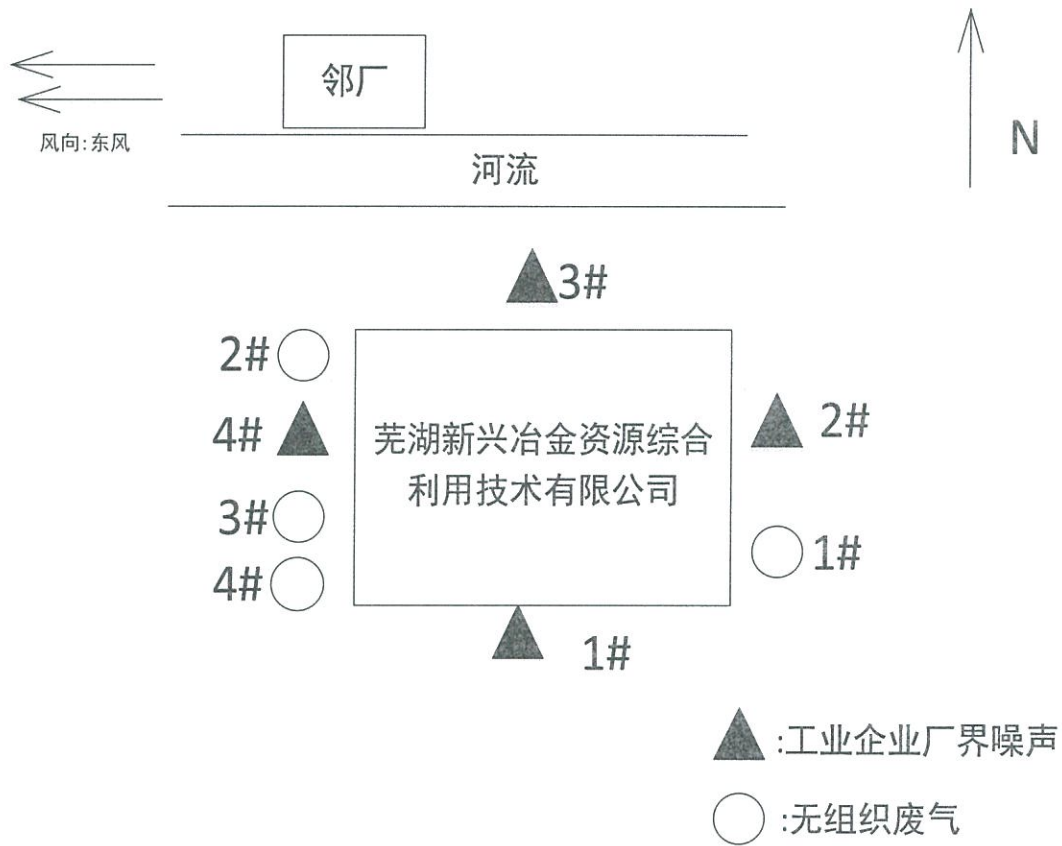 邻厂
风向:东风
N
河流
3#
2#
4#
芜湖新兴冶金资源综合
利用技术有限公司
2#
3#
1#
4#
1#
:工业企业厂界噪声
:无组织废气